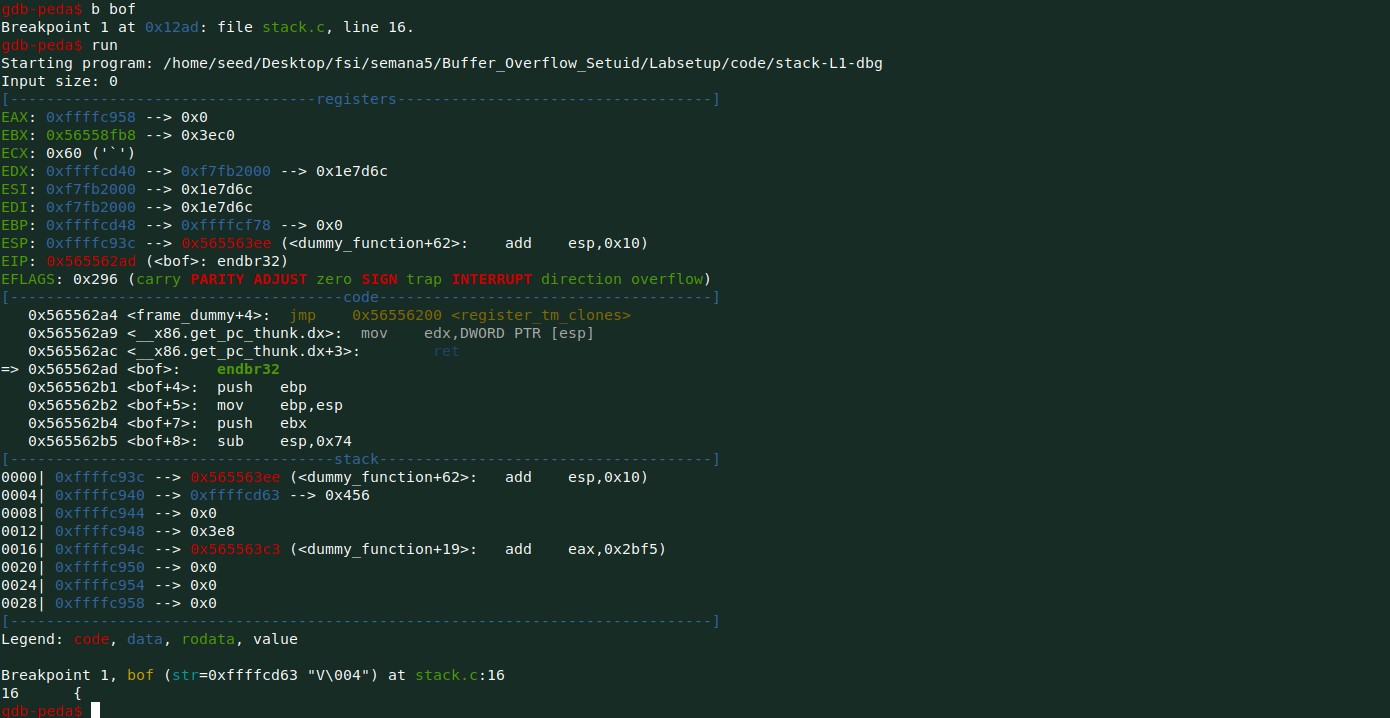 gdb-peda$ b bof
Breakpoint 1 at 0x12ad: file stack.c, line 16.
gdb-peda$ run
Starting program: /home/seed/Desktop/fsi/semana5/Buffer_Overflow_Setuid/Labsetup/code/stack-L1-dbg
Input size: 0
[----------------------------------registers-----------------------------------]
EAX: 0xffffc958 --> 0x0
EBX: 0x56558fb8 --> 0x3ec0
ECX: 0x60 ('`')
EDX: 0xffffcd40 --> 0xf7fb2000 --> 0x1e7d6c
ESI: 0xf7fb2000 --> 0x1e7d6c
EDI: 0xf7fb2000 --> 0x1e7d6c
EBP: 0xffffcd48 --> 0xffffcf78 --> 0x0
ESP: 0xffffc93c --> 0x565563ee (<dummy_function+62>:	add    esp,0x10)
EIP: 0x565562ad (<bof>:	endbr32)
EFLAGS: 0x296 (carry PARITY ADJUST zero SIGN trap INTERRUPT direction overflow)
[-------------------------------------code-------------------------------------]
   0x565562a4 <frame_dummy+4>:	jmp    0x56556200 <register_tm_clones>
   0x565562a9 <__x86.get_pc_thunk.dx>:	mov    edx,DWORD PTR [esp]
   0x565562ac <__x86.get_pc_thunk.dx+3>:	ret
=> 0x565562ad <bof>:	endbr32
   0x565562b1 <bof+4>:	push   ebp
   0x565562b2 <bof+5>:	mov    ebp,esp
   0x565562b4 <bof+7>:	push   ebx
   0x565562b5 <bof+8>:	sub    esp,0x74
[------------------------------------stack-------------------------------------]
0000| 0xffffc93c --> 0x565563ee (<dummy_function+62>:	add    esp,0x10)
0004| 0xffffc940 --> 0xffffcd63 --> 0x456
0008| 0xffffc944 --> 0x0
0012| 0xffffc948 --> 0x3e8
0016| 0xffffc94c --> 0x565563c3 (<dummy_function+19>:	add    eax,0x2bf5)
0020| 0xffffc950 --> 0x0
0024| 0xffffc954 --> 0x0
0028| 0xffffc958 --> 0x0
[------------------------------------------------------------------------------]
Legend: code, data, rodata, value
Breakpoint 1, bof (str=0xffffcd63 "V\004") at stack.c:16
16	{
gdb-peda$